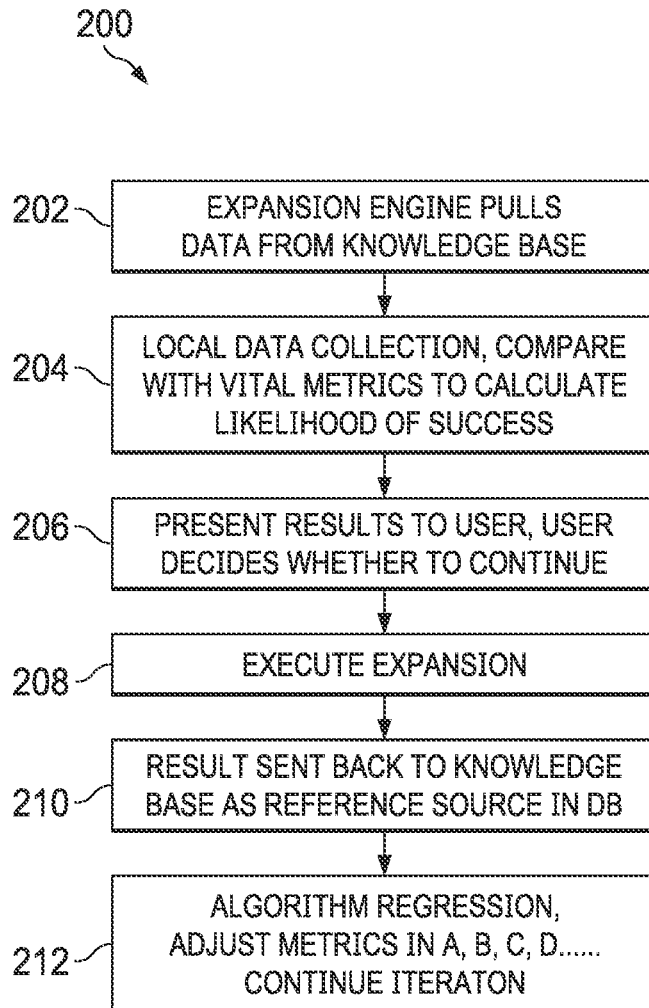 200
202
EXPANSION ENGINE PULLS
DATA FROM KNOWLEDGE BASE
204
LOCAL DATA COLLECTION, COMPARE
WITH VITAL METRICS TO CALCULATE
LIKELIHOOD OF SUCCESS
206
PRESENT RESULTS TO USER, USER
DECIDES WHETHER TO CONTINUE
208
EXECUTE EXPANSION
210
RESULT SENT BACK TO KNOWLEDGE
BASE AS REFERENCE SOURCE IN DB
212
ALGORITHM REGRESSION,
ADJUST METRICS IN A, B, C, D......
CONTINUE ITERATON